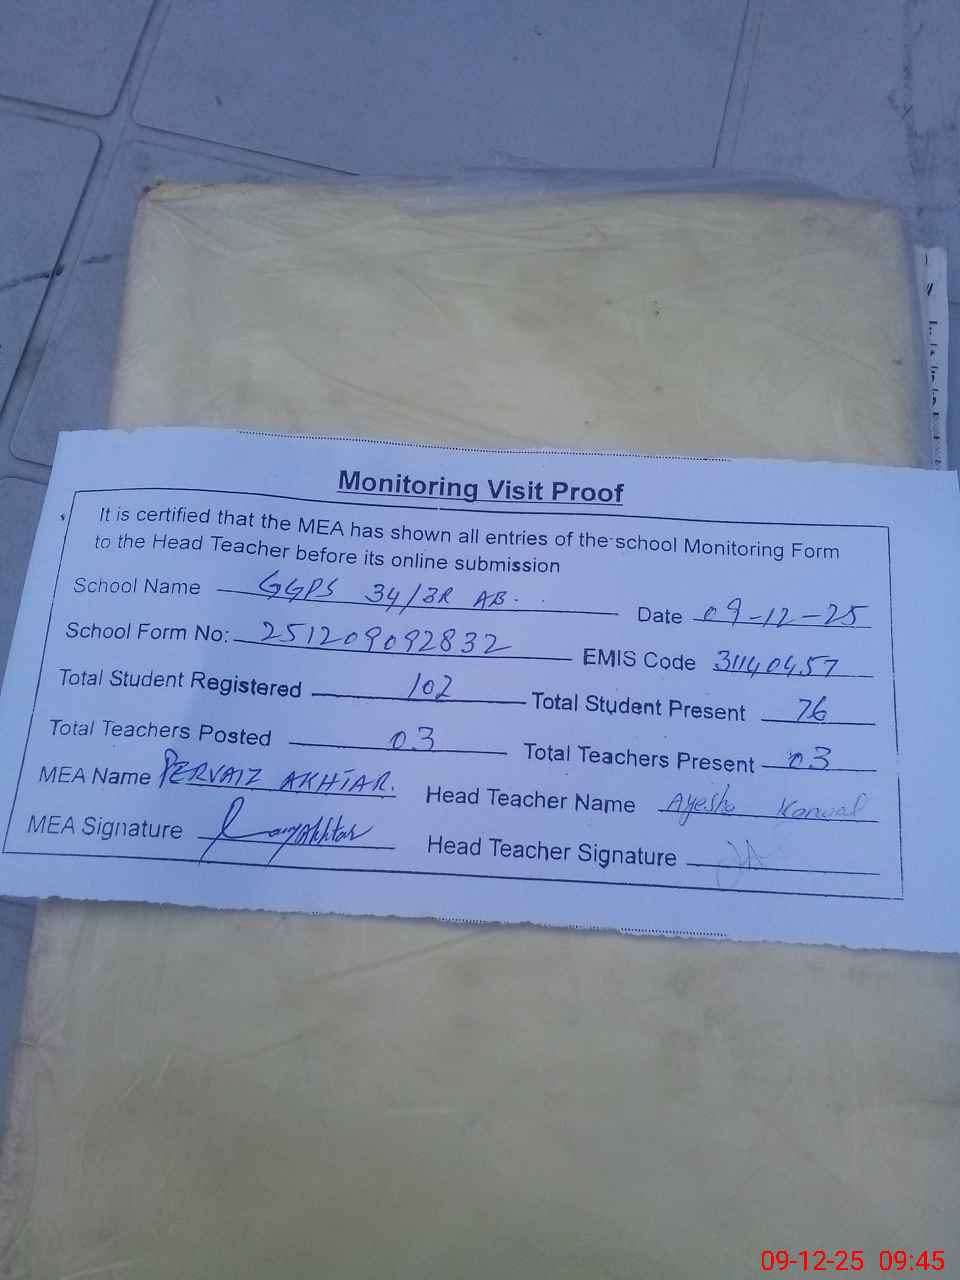 Monitoring Visit Proof
It is certified that the MEA has shown all entries of the school Monitoring Form
to the Head Teacher before its online submission
School Name GGPS 34/3R AB. Date 09-12-25
School Form No: 251209092832 EMIS Code 31140457
Total Student Registered 102 Total Student Present 76
Total Teachers Posted 03 Total Teachers Present 03
MEA Name PERVAIZ AKHTAR. Head Teacher Name Ayesha Kanwal
MEA Signature Head Teacher Signature
09-12-25 09:45